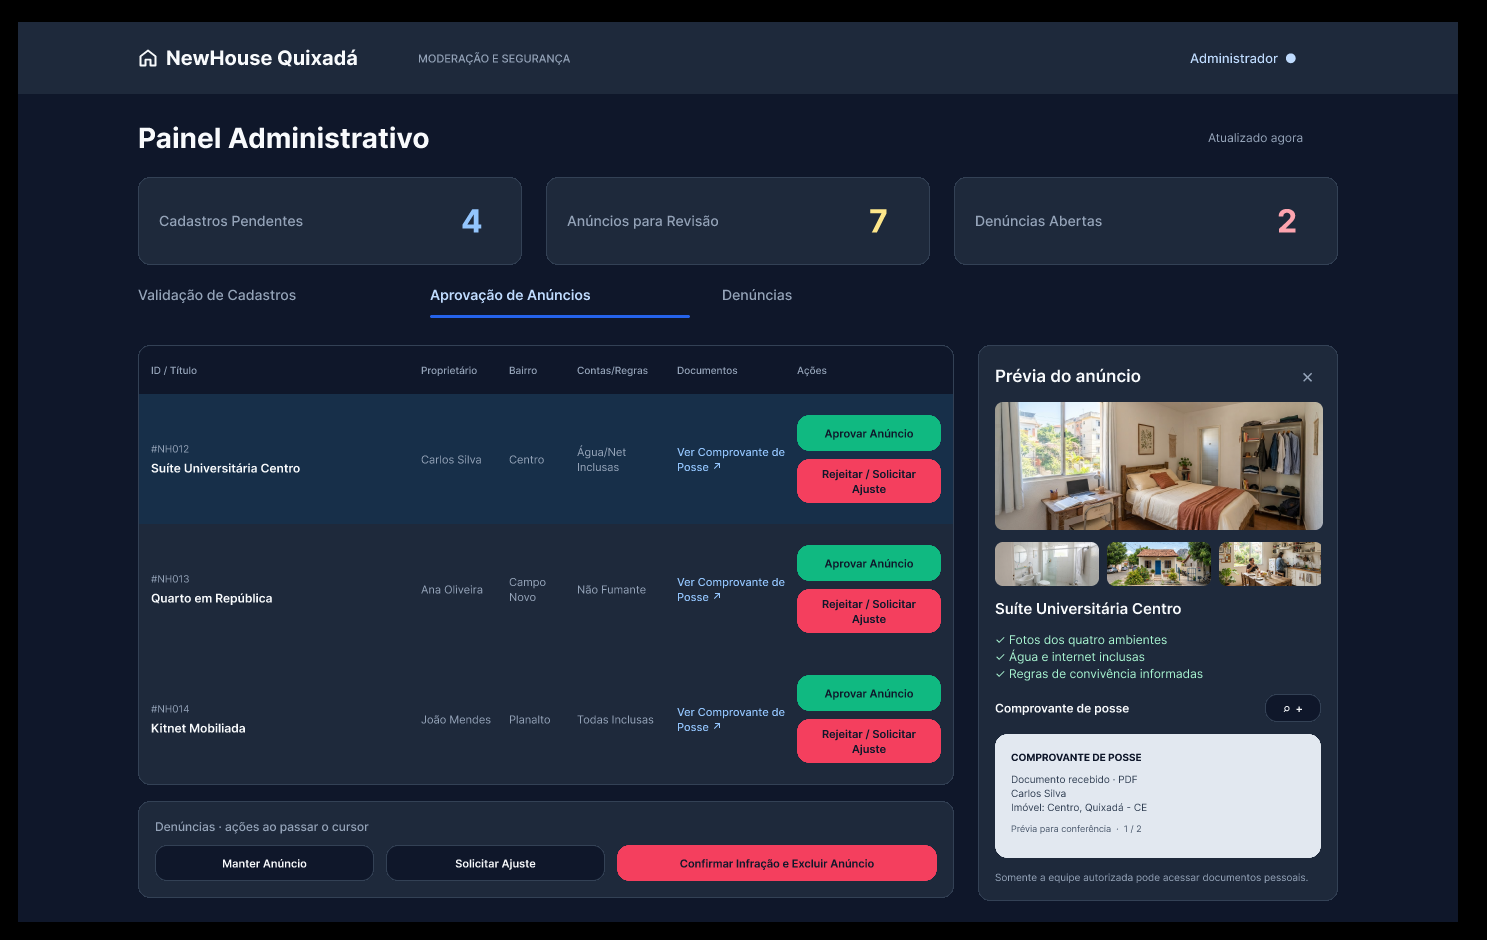 NewHouse Quixadá
MODERAÇÃO E SEGURANÇA
Administrador
Painel Administrativo
Atualizado agora
Cadastros Pendentes
4
Anúncios para Revisão
7
Denúncias Abertas
2
Validação de Cadastros
Aprovação de Anúncios
Denúncias
ID / Título
Proprietário
Bairro
Contas/Regras
Documentos
Ações
#NH012
Suíte Universitária Centro
Carlos Silva
Centro
Água/Net
Inclusas
Ver Comprovante de
Posse ↗
Aprovar Anúncio
Rejeitar / Solicitar
Ajuste
#NH013
Quarto em República
Ana Oliveira
Campo
Novo
Não Fumante
Ver Comprovante de
Posse ↗
Aprovar Anúncio
Rejeitar / Solicitar
Ajuste
#NH014
Kitnet Mobiliada
João Mendes
Planalto
Todas Inclusas
Ver Comprovante de
Posse ↗
Aprovar Anúncio
Rejeitar / Solicitar
Ajuste
Denúncias · ações ao passar o cursor
Manter Anúncio
Solicitar Ajuste
Confirmar Infração e Excluir Anúncio
Prévia do anúncio
Suíte Universitária Centro
✓ Fotos dos quatro ambientes
✓ Água e internet inclusas
✓ Regras de convivência informadas
Comprovante de posse
⌕ +
COMPROVANTE DE POSSE
Documento recebido · PDF
Carlos Silva
Imóvel: Centro, Quixadá - CE
Prévia para conferência · 1 / 2
Somente a equipe autorizada pode acessar documentos pessoais.